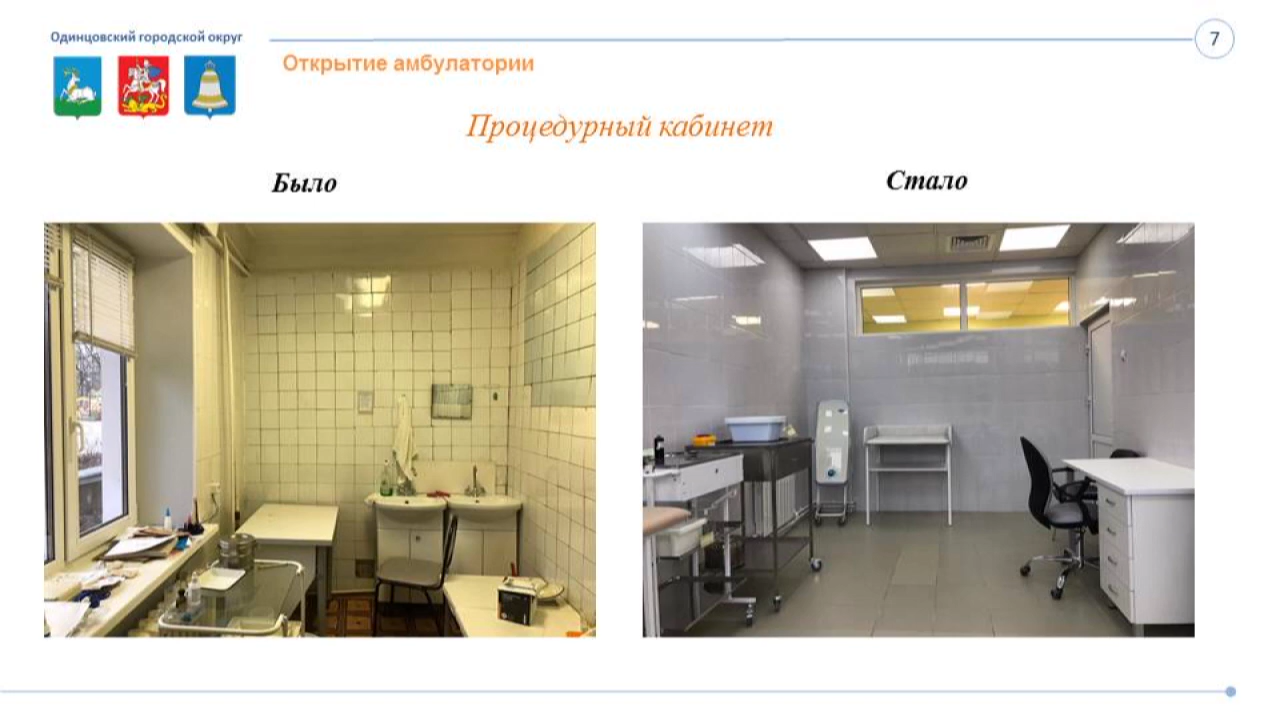 Одинцовский городской округ
7
Открытие амбулатории
Процедурный кабинет
Было
Стало